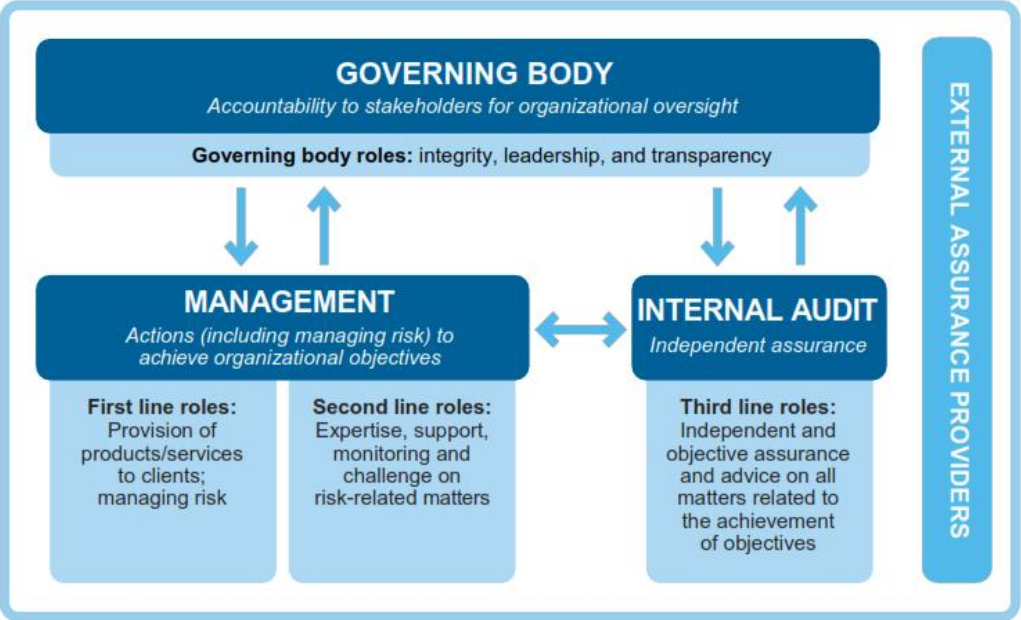 GOVERNING BODY
Accountability to stakeholders for organizational oversight
Governing body roles: integrity, leadership, and transparency
MANAGEMENT
Actions (including managing risk) to
achieve organizational objectives
First line roles:
Provision of
products/services
to clients;
managing risk
Second line roles:
Expertise, support,
monitoring and
challenge on
risk-related matters
INTERNAL AUDIT
Independent assurance
Third line roles:
Independent and
objective assurance
and advice on all
matters related to
the achievement
of objectives
EXTERNAL ASSURANCE PROVIDERS